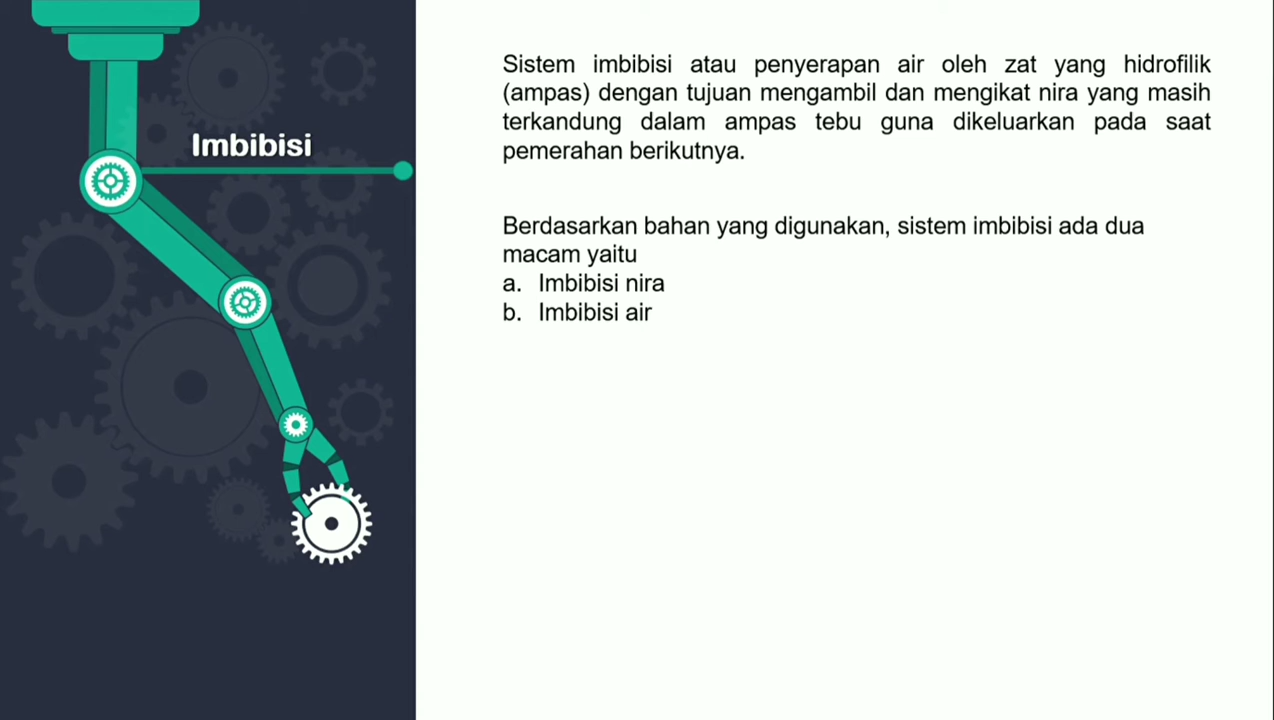 Imbibisi
Sistem imbibisi atau penyerapan air oleh zat yang hidrofilik
(ampas) dengan tujuan mengambil dan mengikat nira yang masih
terkandung dalam ampas tebu guna dikeluarkan pada saat
pemerahan berikutnya.
Berdasarkan bahan yang digunakan, sistem imbibisi ada dua
macam yaitu
a. Imbibisi nira
b. Imbibisi air